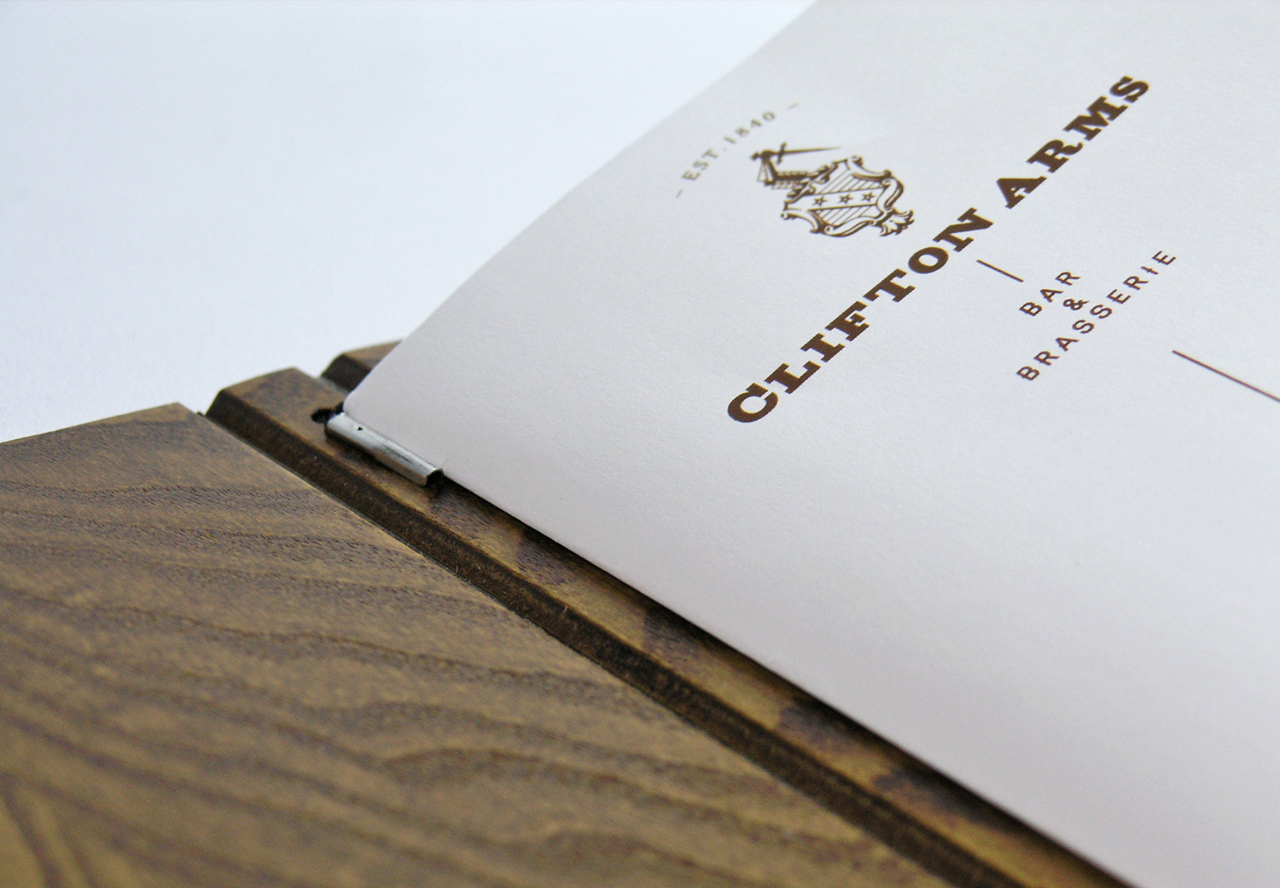 – EST. 1840 –
CLIFTON ARMS
BAR
&
BRASSERIE